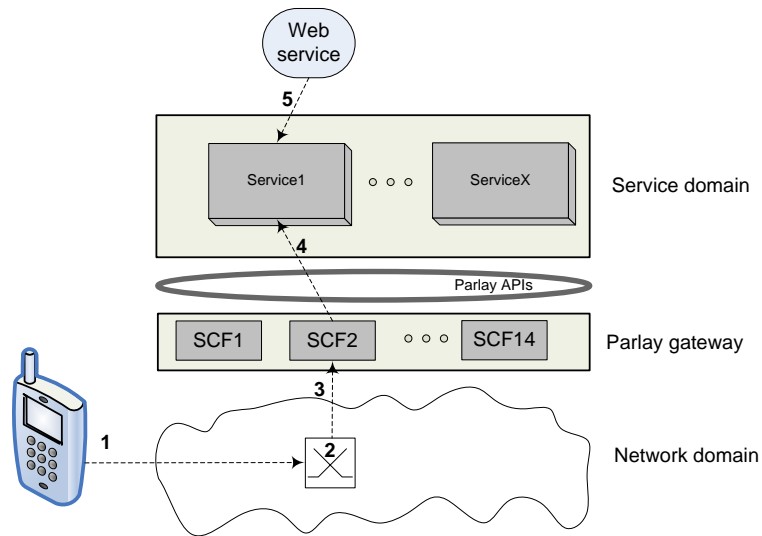 Web
service
5
Service1
ServiceX
Service domain
4
Parlay APIs
SCF1
SCF2
SCF14
Parlay gateway
3
1
2
Network domain